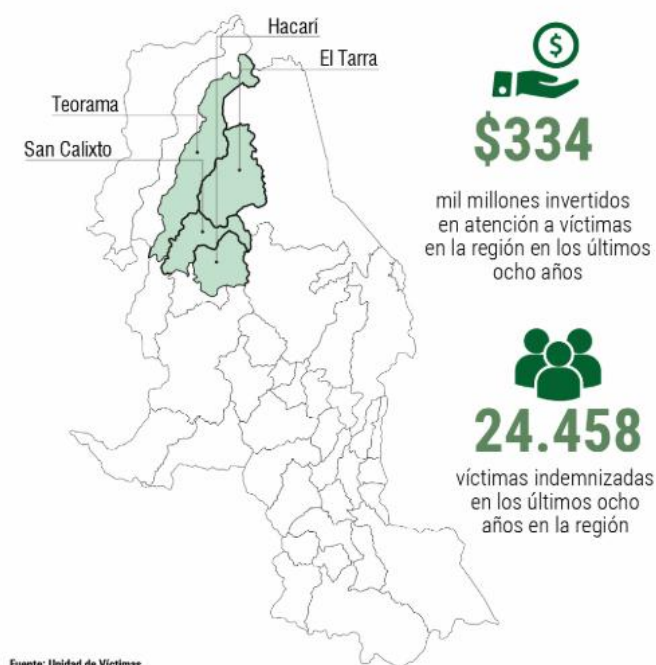 Hacarí
El Tarra
Teorama
San Calixto
$
$334
mil millones invertidos
en atención a víctimas
en la región en los últimos
ocho años
24.458
víctimas indemnizadas
en los últimos ocho
años en la región
Fuente: Unidad de Víctimas